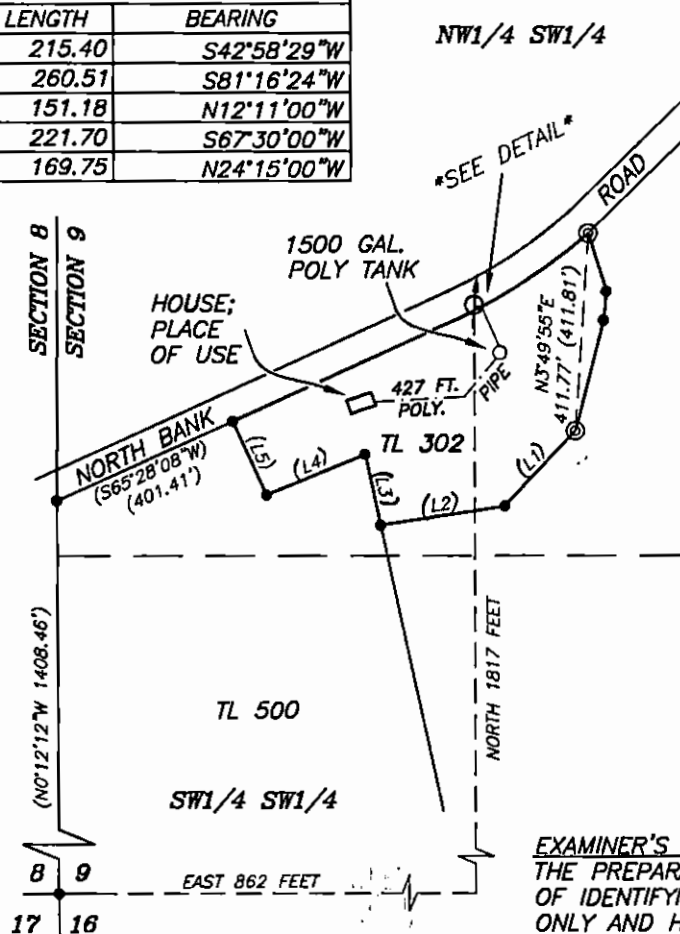 LENGTH BEARING
215.40 S42°58'29"W
260.51 S81°16'24"W
151.18 N12°11'00"W
221.70 S67°30'00"W
169.75 N24°15'00"W
NW1/4 SW1/4
*SEE DETAIL*
ROAD
1500 GAL.
POLY TANK
SECTION 8
SECTION 9
HOUSE;
PLACE
OF USE
N3°49'55"E
411.77' (411.81')
427 FT.
POLY.
PIPE
NORTH BANK
(S65°28'08"W)
(401.41')
TL 302
(L5)
(L4)
(L3)
(L2)
(L1)
(N0°12'12"W 1408.46')
NORTH 1817 FEET
TL 500
SW1/4 SW1/4
8 9
EAST 862 FEET
17 16
EXAMINER'S
THE PREPAR
OF IDENTIFYI
ONLY AND H